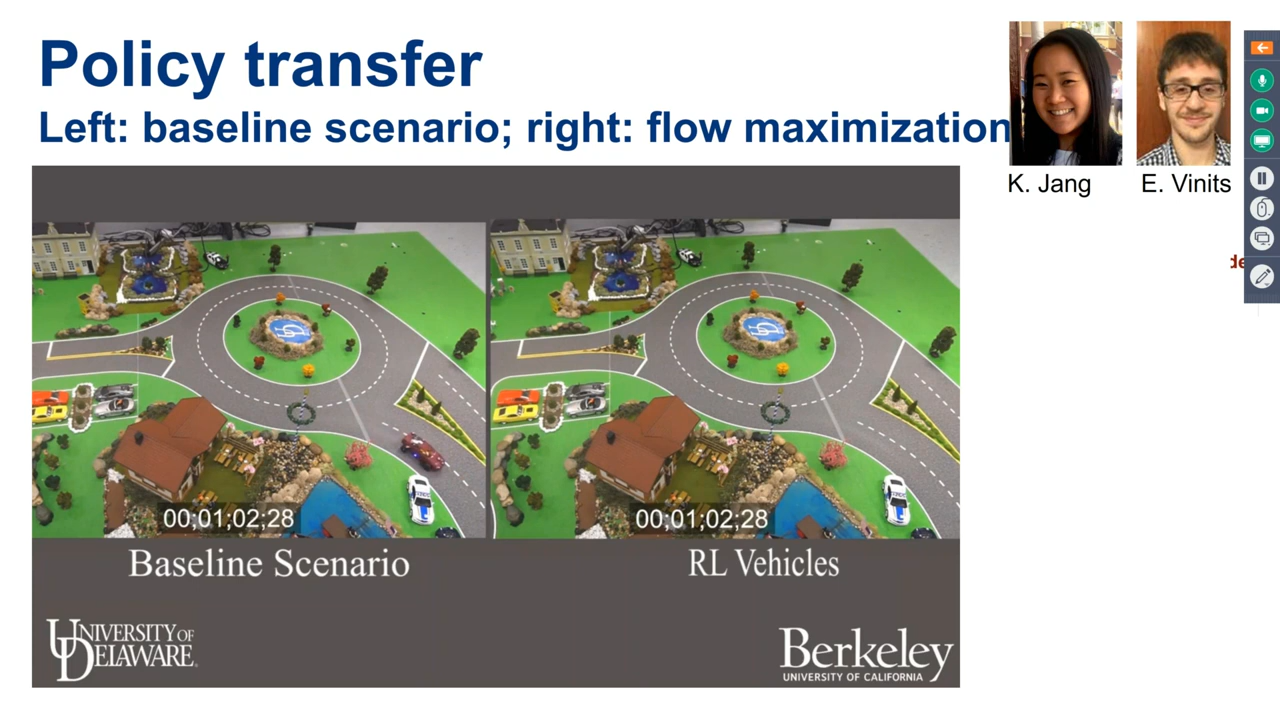 Policy transfer
Left: baseline scenario; right: flow maximization
K. Jang
E. Vinits
de
00;01;02;28
00;01;02;28
Baseline Scenario
RL Vehicles
UNIVERSITY OF
DELAWARE.
Berkeley
UNIVERSITY OF CALIFORNIA